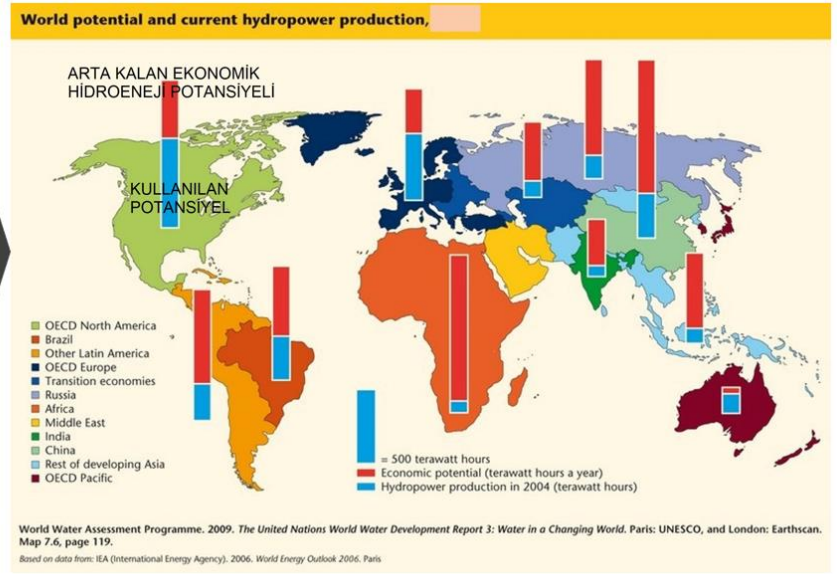 World potential and current hydropower production,
ARTA KALAN EKONOMİK
HİDROENEJİ POTANSİYELİ
KULLANILAN
POTANSİYEL
OECD North America
Brazil
Other Latin America
OECD Europe
Transition economies
Russia
Africa
Middle East
India
China
Rest of developing Asia
OECD Pacific
= 500 terawatt hours
Economic potential (terawatt hours a year)
Hydropower production in 2004 (terawatt hours)
World Water Assessment Programme. 2009. The United Nations World Water Development Report 3: Water in a Changing World. Paris: UNESCO, and London: Earthscan.
Map 7.6, page 119.
Based on data from: IEA (International Energy Agency). 2006. World Energy Outlook 2006. Paris